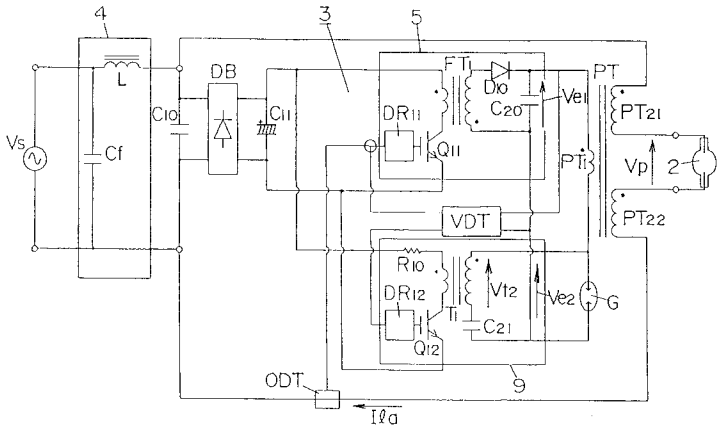 4
3
5
L
DB
FT1
D10
PT
C10
C11
C20
Ve1
PT21
Vs
Cf
DR11
Q11
PT1
Vp
2
VDT
PT22
R10
DR12
T1
Vt2
Ve2
G
Q12
C21
9
ODT
Ila